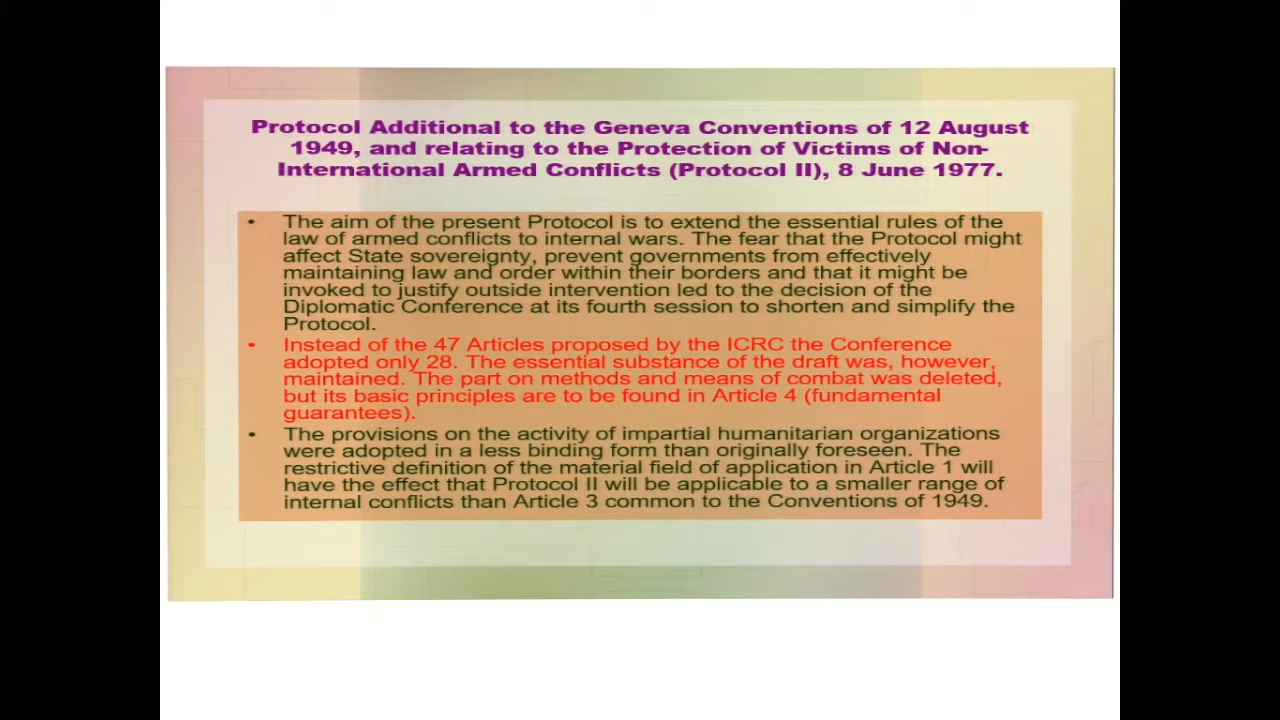 Protocol Additional to the Geneva Conventions of 12 August
1949, and relating to the Protection of Victims of Non-
International Armed Conflicts (Protocol II), 8 June 1977.
• The aim of the present Protocol is to extend the essential rules of the
law of armed conflicts to internal wars. The fear that the Protocol might
affect State sovereignty, prevent governments from effectively
maintaining law and order within their borders and that it might be
invoked to justify outside intervention led to the decision of the
Diplomatic Conference at its fourth session to shorten and simplify the
Protocol.
• Instead of the 47 Articles proposed by the ICRC the Conference
adopted only 28. The essential substance of the draft was, however,
maintained. The part on methods and means of combat was deleted,
but its basic principles are to be found in Article 4 (fundamental
guarantees).
• The provisions on the activity of impartial humanitarian organizations
were adopted in a less binding form than originally foreseen. The
restrictive definition of the material field of application in Article 1 will
have the effect that Protocol II will be applicable to a smaller range of
internal conflicts than Article 3 common to the Conventions of 1949.